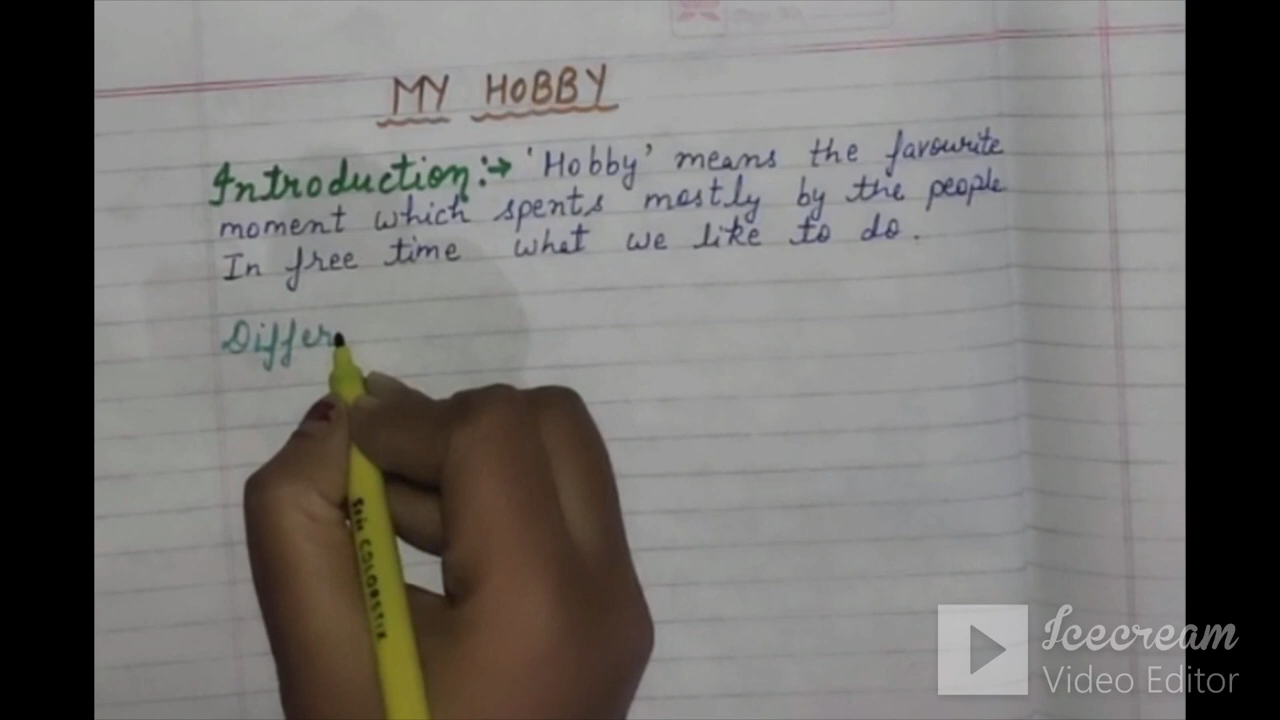 MY HOBBY
Introduction:→ 'Hobby' means the favourite
moment which spents mostly by the people
In free time what we like to do.
Differ
COLORSTIX
Icecream
Video Editor